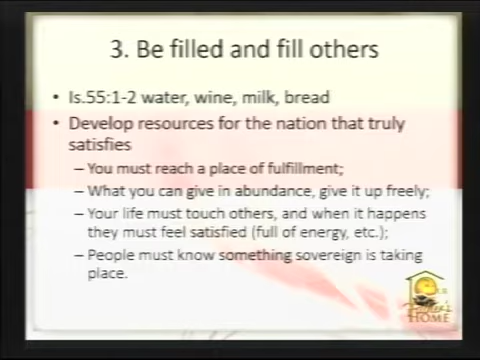 3. Be filled and fill others
• Is.55:1-2 water, wine, milk, bread
• Develop resources for the nation that truly
satisfies
– You must reach a place of fulfillment;
– What you can give in abundance, give it up freely;
– Your life must touch others, and when it happens
they must feel satisfied (full of energy, etc.);
– People must know something sovereign is taking
place.
Father's
HOME